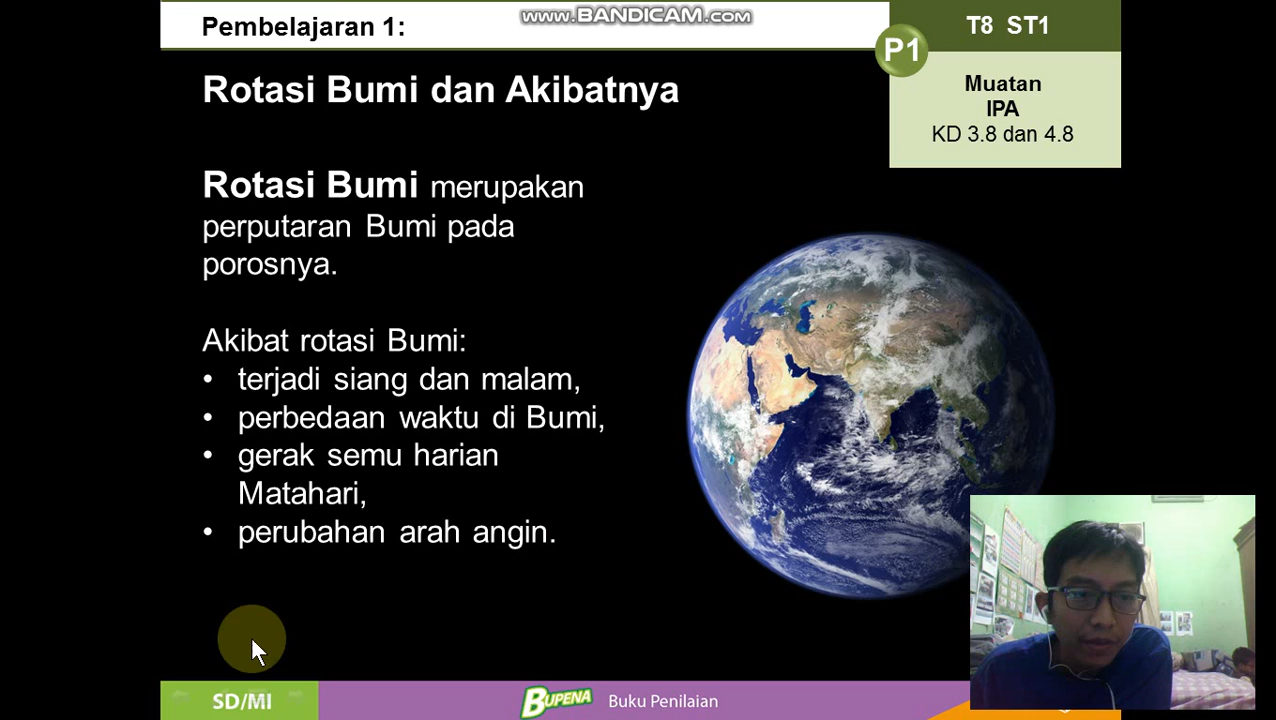 www.BANDICAM.com
Pembelajaran 1:
T8 ST1
P1
Muatan
IPA
KD 3.8 dan 4.8
Rotasi Bumi dan Akibatnya
Rotasi Bumi merupakan
perputaran Bumi pada
porosnya.
Akibat rotasi Bumi:
• terjadi siang dan malam,
• perbedaan waktu di Bumi,
• gerak semu harian
Matahari,
• perubahan arah angin.
SD/MI
BUPENA Buku Penilaian